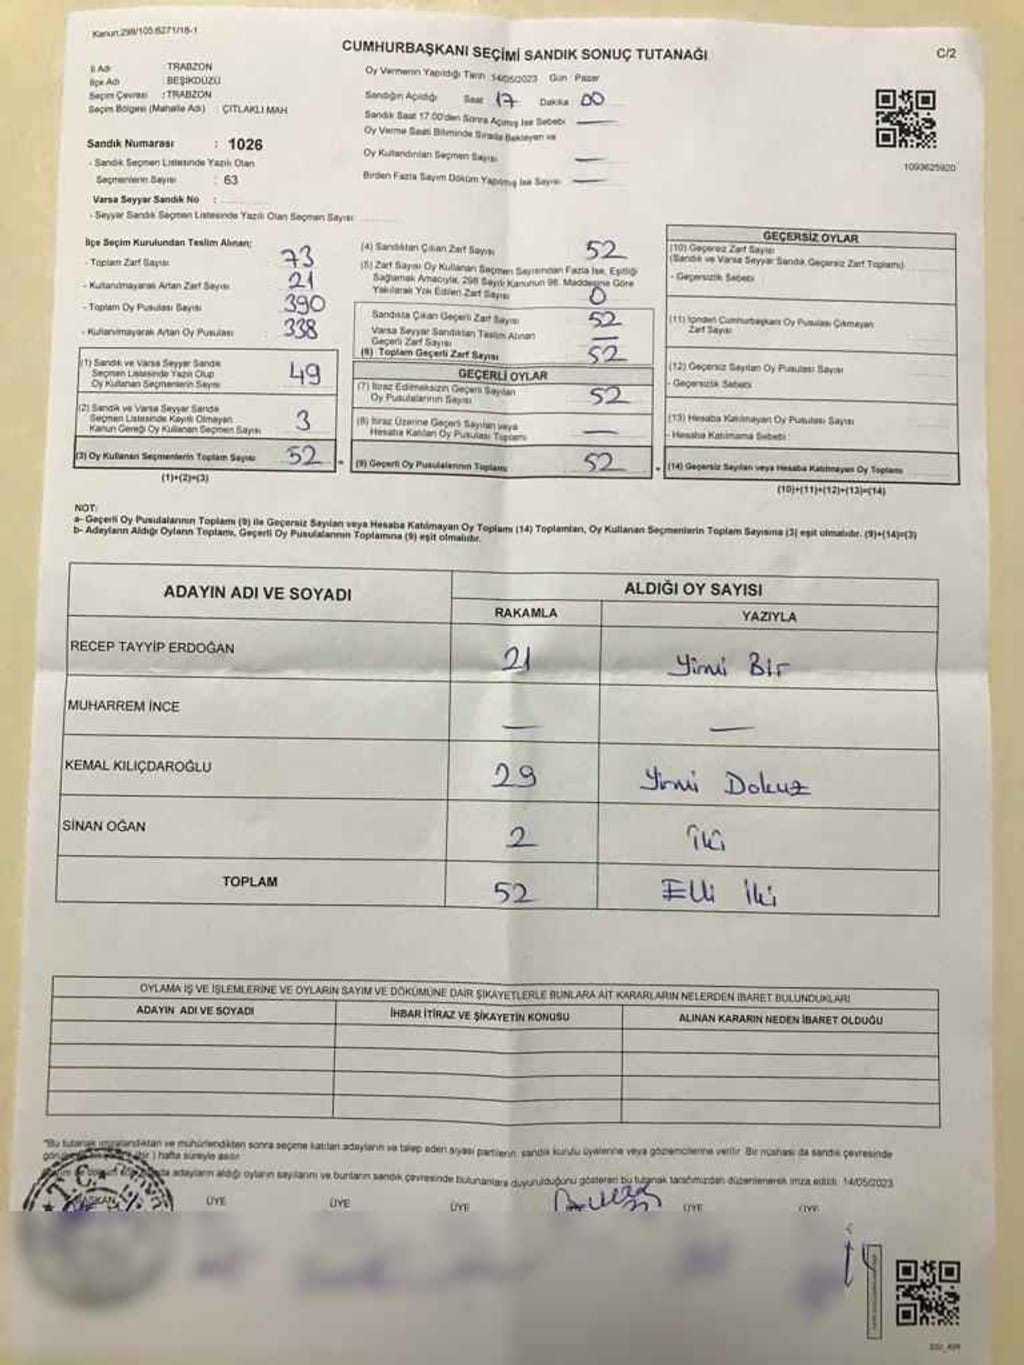 Kanun:298/105:6271/18-1
CUMHURBAŞKANI SEÇİMİ SANDIK SONUÇ TUTANAĞI
C/2
İl Adı : TRABZON
İlçe Adı : BEŞİKDÜZÜ
Seçim Çevresi : TRABZON
Seçim Bölgesi (Mahalle Adı) : ÇITLAKLI MAH
Oy Vermenin Yapıldığı Tarih : 14/05/2023 Gün : Pazar
Sandığın Açıldığı Saat 17 Dakika 00
Sandık Saat 17.00'den Sonra Açmış İse Sebebi —
Oy Verme Saati Bitiminde Sırada Bekleyen ve
Oy Kullandırılan Seçmen Sayısı —
Birden Fazla Sayım Döküm Yapılmış İse Sayısı —
1093625920
Sandık Numarası : 1026
- Sandık Seçmen Listesinde Yazılı Olan
Seçmenlerin Sayısı : 63
Varsa Seyyar Sandık No :
- Seyyar Sandık Seçmen Listesinde Yazılı Olan Seçmen Sayısı
İlçe Seçim Kurulundan Teslim Alınan;
- Toplam Zarf Sayısı 73
- Kullanılmayarak Artan Zarf Sayısı 21
- Toplam Oy Pusulası Sayısı 390
- Kullanılmayarak Artan Oy Pusulası 338
(1) Sandık ve Varsa Seyyar Sandık
Seçmen Listesinde Yazılı Olup
Oy Kullanan Seçmenlerin Sayısı 49
(2) Sandık ve Varsa Seyyar Sandık
Seçmen Listesinde Kayıtlı Olmayan
Kanun Gereği Oy Kullanan Seçmen Sayısı 3
(3) Oy Kullanan Seçmenlerin Toplam Sayısı 52
(1)+(2)=(3)
(4) Sandıktan Çıkan Zarf Sayısı 52
(5) Zarf Sayısı Oy Kullanan Seçmen Sayısından Fazla İse, Eşitliği
Sağlamak Amacıyla, 298 Sayılı Kanunun 98. Maddesine Göre
Yakılarak Yok Edilen Zarf Sayısı 0
Sandıkta Çıkan Geçerli Zarf Sayısı 52
Varsa Seyyar Sandıktan Teslim Alınan
Geçerli Zarf Sayısı —
(6) Toplam Geçerli Zarf Sayısı 52
GEÇERLİ OYLAR
(7) İtiraz Edilmeksizin Geçerli Sayılan
Oy Pusulalarının Sayısı 52
(8) İtiraz Üzerine Geçerli Sayılan veya
Hesaba Katılan Oy Pusulası Toplamı —
= (9) Geçerli Oy Pusulalarının Toplamı 52
GEÇERSİZ OYLAR
(10) Geçersiz Zarf Sayısı
(Sandık ve Varsa Seyyar Sandık Geçersiz Zarf Toplamı)
- Geçersizlik Sebebi :
(11) İçinden Cumhurbaşkanı Oy Pusulası Çıkmayan
Zarf Sayısı
(12) Geçersiz Sayılan Oy Pusulası Sayısı
- Geçersizlik Sebebi
(13) Hesaba Katılmayan Oy Pusulası Sayısı
- Hesaba Katılmama Sebebi :
+ (14) Geçersiz Sayılan veya Hesaba Katılmayan Oy Toplamı
(10)+(11)+(12)+(13)=(14)
NOT:
a- Geçerli Oy Pusulalarının Toplamı (9) ile Geçersiz Sayılan veya Hesaba Katılmayan Oy Toplamı (14) Toplamları, Oy Kullanan Seçmenlerin Toplam Sayısına (3) eşit olmalıdır. (9)+(14)=(3)
b- Adayların Aldığı Oyların Toplamı, Geçerli Oy Pusulalarının Toplamına (9) eşit olmalıdır.
ADAYIN ADI VE SOYADI
ALDIĞI OY SAYISI
RAKAMLA YAZIYLA
RECEP TAYYİP ERDOĞAN 21 Yirmi Bir
MUHARREM İNCE — —
KEMAL KILIÇDAROĞLU 29 Yirmi Dokuz
SİNAN OĞAN 2 İki
TOPLAM 52 Elli İki
OYLAMA İŞ VE İŞLEMLERİNE VE OYLARIN SAYIM VE DÖKÜMÜNE DAİR ŞİKAYETLERLE BUNLARA AİT KARARLARIN NELERDEN İBARET BULUNDUKLARI
ADAYIN ADI VE SOYADI İHBAR İTİRAZ VE ŞİKAYETİN KONUSU ALINAN KARARIN NEDEN İBARET OLDUĞU
"Bu tutanak imzalandıktan ve mühürlendikten sonra seçime katılan adayların ve talep eden siyasi partilerin, sandık kurulu üyelerine veya gözlemcilerine verilir. Bir nüshası da sandık çevresinde
hafta süreyle asılır.
adayların aldığı oyların sayılarını ve bunların sandık çevresinde bulunanlara duyurulduğunu gösteren bu tutanak tarafımızdan düzenlenerek imza edildi. 14/05/2023
T.C.
BAŞKAN ÜYE ÜYE ÜYE ÜYE ÜYE